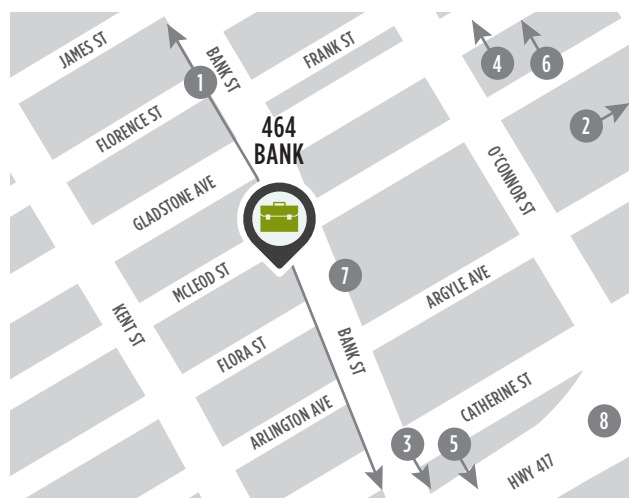 JAMES ST
BANK ST
FRANK ST
4
6
1
FLORENCE ST
2
464
BANK
GLADSTONE AVE
O'CONNOR ST
MCLEOD ST
7
ARGYLE AVE
KENT ST
FLORA ST
BANK ST
ARLINGTON AVE
CATHERINE ST
3
5
8
HWY 417